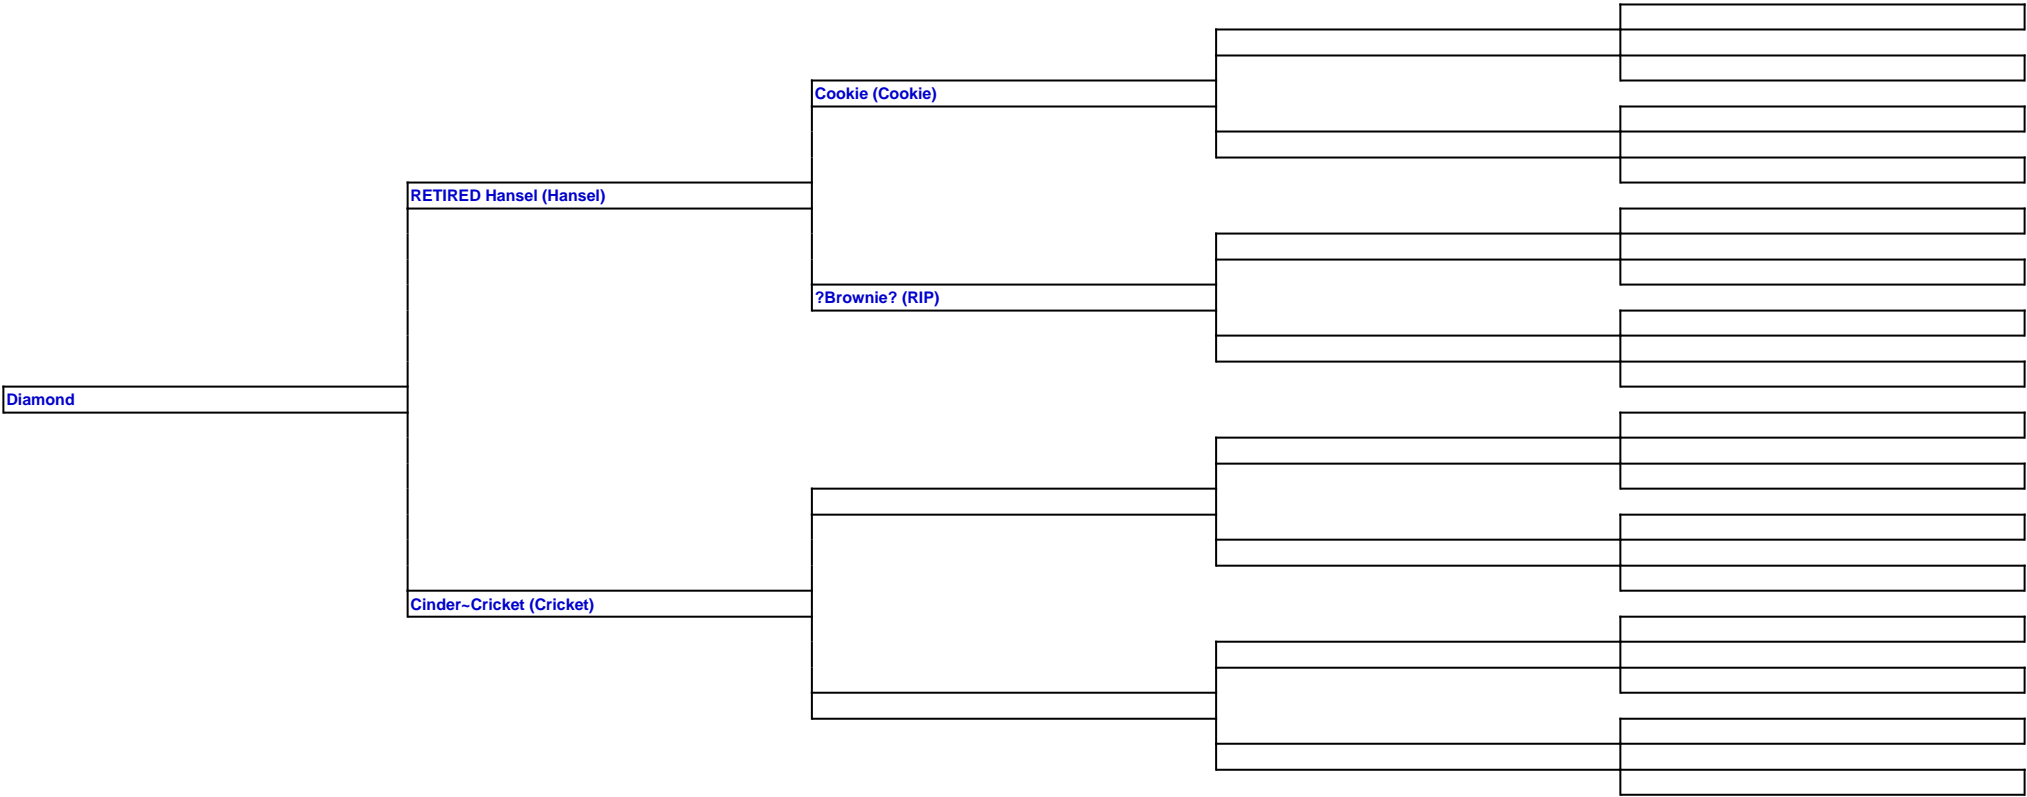 Cookie (Cookie)
RETIRED Hansel (Hansel)
?Brownie? (RIP)
Diamond
Cinder~Cricket (Cricket)